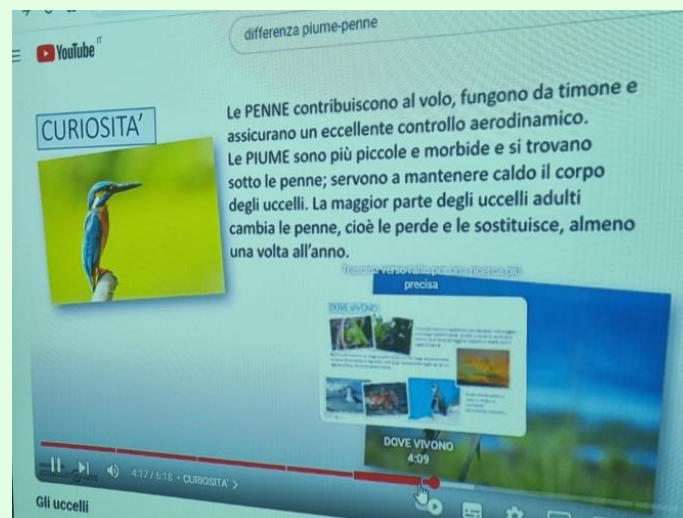 YouTube IT
differenza piume-penne
CURIOSITA'
Le PENNE contribuiscono al volo, fungono da timone e
assicurano un eccellente controllo aerodinamico.
Le PIUME sono più piccole e morbide e si trovano
sotto le penne; servono a mantenere caldo il corpo
degli uccelli. La maggior parte degli uccelli adulti
cambia le penne, cioè le perde e le sostituisce, almeno
una volta all'anno.
precisa
DOVE VIVONO
DOVE VIVONO
4:09
4:17 / 6:18 • CURIOSITA' >
Gli uccelli